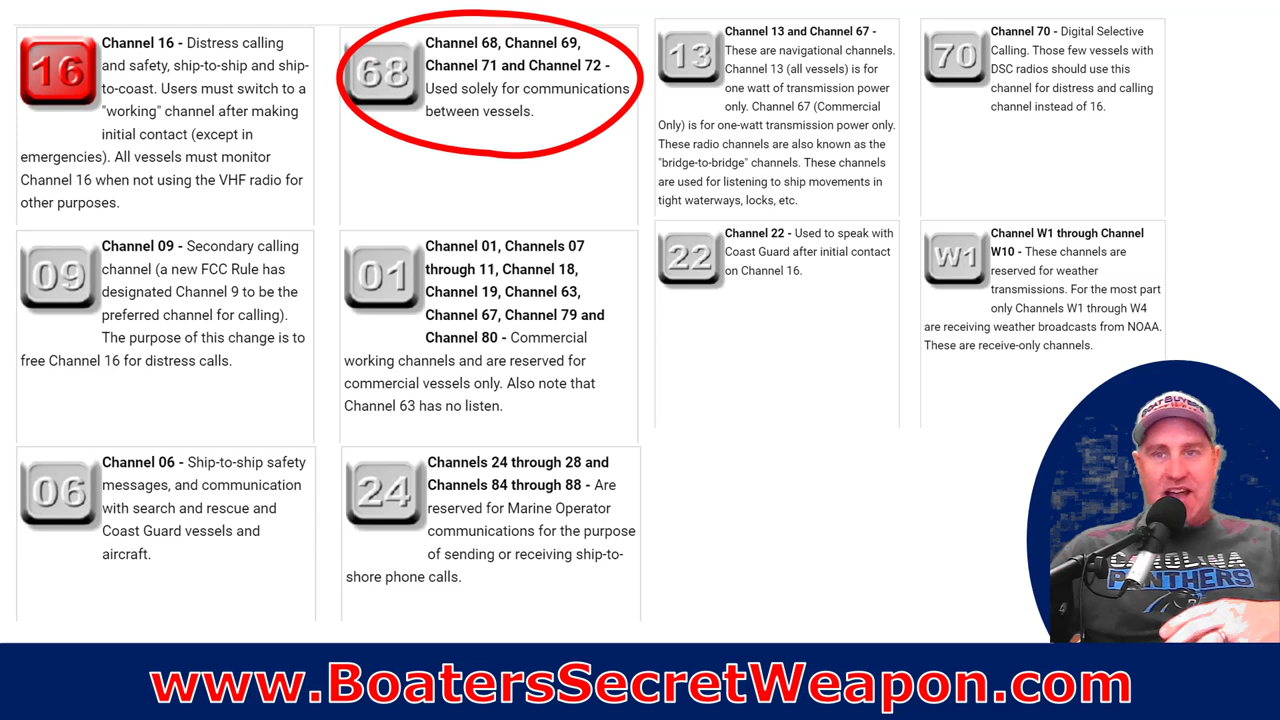 16
Channel 16 - Distress calling
and safety, ship-to-ship and ship-
to-coast. Users must switch to a
"working" channel after making
initial contact (except in
emergencies). All vessels must monitor
Channel 16 when not using the VHF radio for
other purposes.
68
Channel 68, Channel 69,
Channel 71 and Channel 72 -
Used solely for communications
between vessels.
13
Channel 13 and Channel 67 -
These are navigational channels.
Channel 13 (all vessels) is for
one watt of transmission power
only. Channel 67 (Commercial
Only) is for one-watt transmission power only.
These radio channels are also known as the
"bridge-to-bridge" channels. These channels
are used for listening to ship movements in
tight waterways, locks, etc.
70
Channel 70 - Digital Selective
Calling. Those few vessels with
DSC radios should use this
channel for distress and calling
channel instead of 16.
09
Channel 09 - Secondary calling
channel (a new FCC Rule has
designated Channel 9 to be the
preferred channel for calling).
The purpose of this change is to
free Channel 16 for distress calls.
01
Channel 01, Channels 07
through 11, Channel 18,
Channel 19, Channel 63,
Channel 67, Channel 79 and
Channel 80 - Commercial
working channels and are reserved for
commercial vessels only. Also note that
Channel 63 has no listen.
22
Channel 22 - Used to speak with
Coast Guard after initial contact
on Channel 16.
W1
Channel W1 through Channel
W10 - These channels are
reserved for weather
transmissions. For the most part
only Channels W1 through W4
are receiving weather broadcasts from NOAA.
These are receive-only channels.
06
Channel 06 - Ship-to-ship safety
messages, and communication
with search and rescue and
Coast Guard vessels and
aircraft.
24
Channels 24 through 28 and
Channels 84 through 88 - Are
reserved for Marine Operator
communications for the purpose
of sending or receiving ship-to-
shore phone calls.
CAROLINA
PANTHERS
www.BoatersSecretWeapon.com